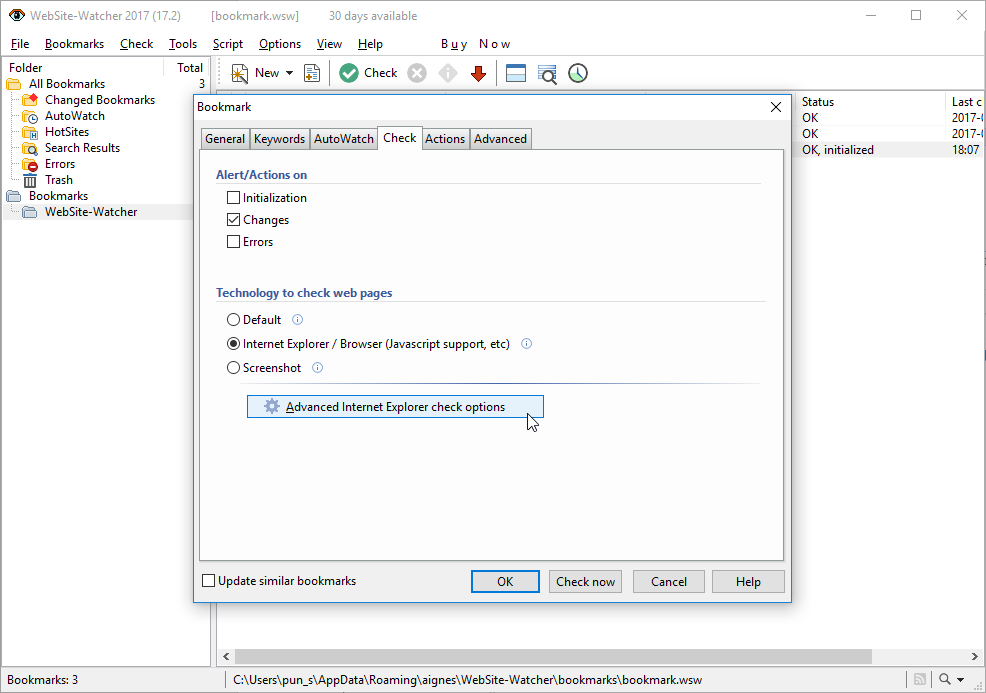 WebSite-Watcher 2017 (17.2) [bookmark.wsw] 30 days available
File Bookmarks Check Tools Script Options View Help Buy Now
Folder Total
All Bookmarks 3
Changed Bookmarks
AutoWatch
HotSites
Search Results
Errors
Trash
Bookmarks
WebSite-Watcher
New Check
Status Last c
OK 2017-
OK 2017-
OK, initialized 18:07
Bookmark
General Keywords AutoWatch Check Actions Advanced
Alert/Actions on
Initialization
Changes
Errors
Technology to check web pages
Default
Internet Explorer / Browser (Javascript support, etc)
Screenshot
Advanced Internet Explorer check options
Update similar bookmarks
OK Check now Cancel Help
Bookmarks: 3 C:\Users\pun_s\AppData\Roaming\aignes\WebSite-Watcher\bookmarks\bookmark.wsw